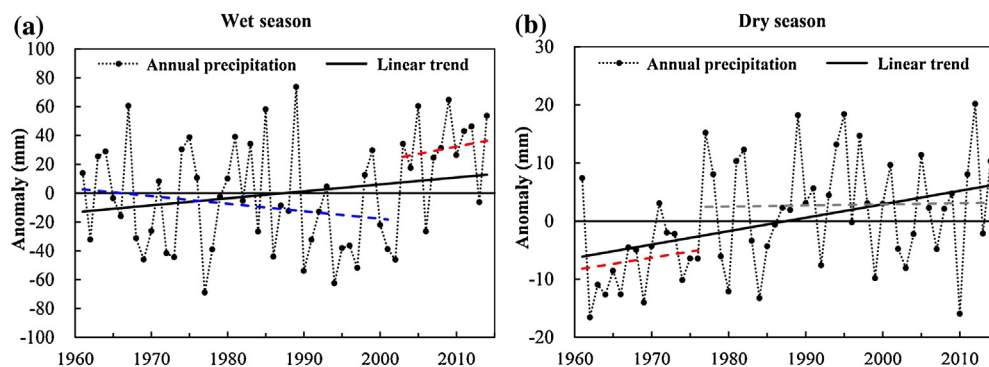 (a) Wet season
Anomaly (mm)
100
80
60
40
20
0
-20
-40
-60
-80
-100
Annual precipitation Linear trend
1960 1970 1980 1990 2000 2010
(b) Dry season
Anomaly (mm)
30
20
10
0
-10
-20
Annual precipitation Linear trend
1960 1970 1980 1990 2000 2010